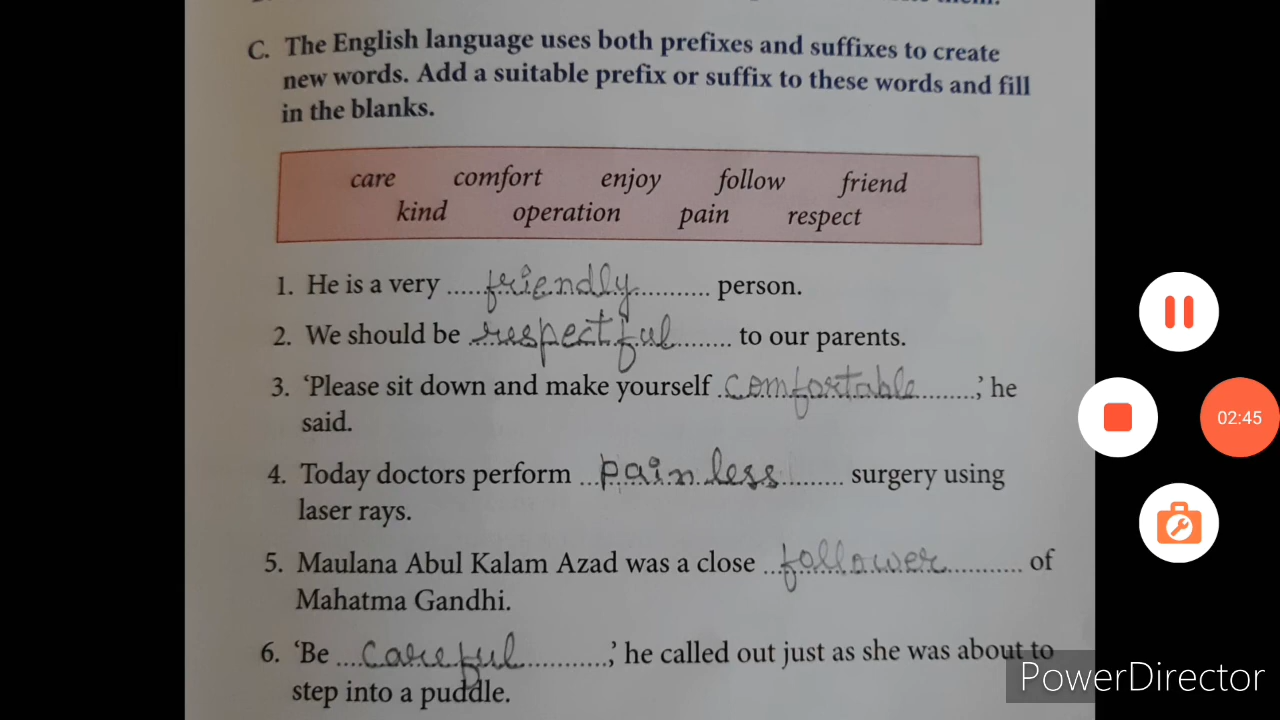 C. The English language uses both prefixes and suffixes to create
new words. Add a suitable prefix or suffix to these words and fill
in the blanks.
care comfort enjoy follow friend
kind operation pain respect
1. He is a very ..... friendly .......... person.
2. We should be respectful ......... to our parents.
3. ‘Please sit down and make yourself comfortable ........,’ he
said.
4. Today doctors perform ... painless ......... surgery using
laser rays.
5. Maulana Abul Kalam Azad was a close follower ........... of
Mahatma Gandhi.
6. ‘Be .... careful ............,’ he called out just as she was about to
step into a puddle.
02:45
PowerDirector